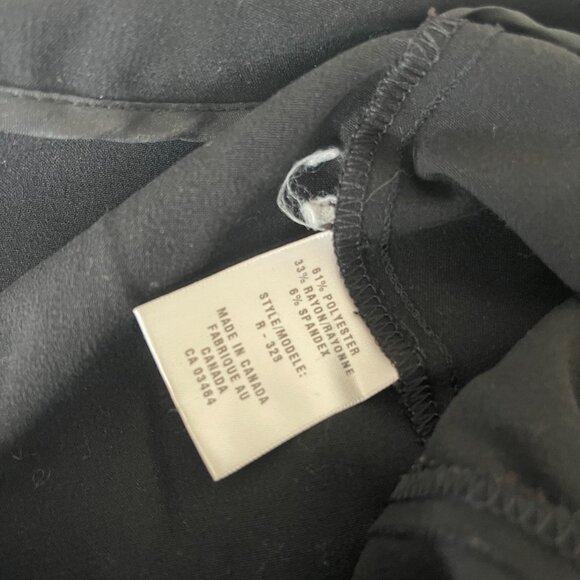 61% POLYESTER
33% RAYON/RAYONNE
6% SPANDEX
STYLE/MODELE:
R - 329
MADE IN CANADA
FABRIQUE AU
CANADA
CA 03464